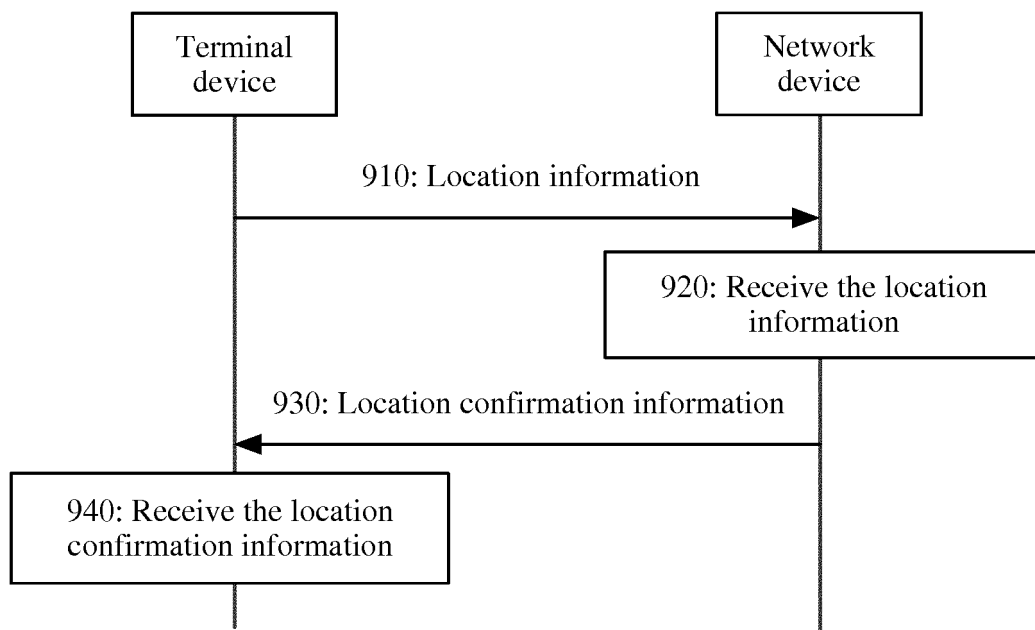 Terminal
device
Network
device
910: Location information
920: Receive the location
information
930: Location confirmation information
940: Receive the location
confirmation information